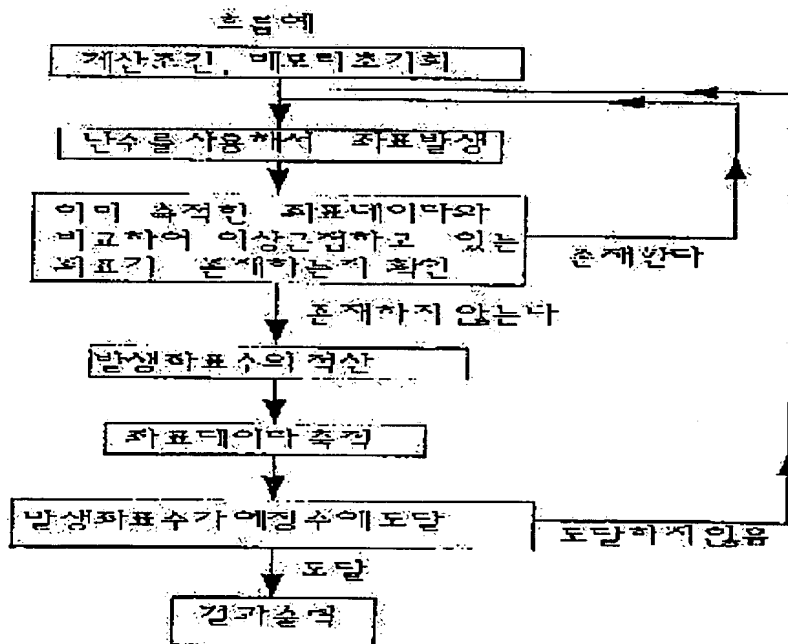 흐름예
계산조건, 메모리초기화
난수를 사용해서 좌표발생
이미 축적한 좌표데이타와
비교하여 이상근접하고 있는
좌표가 존재하는지 확인
존재한다
존재하지 않는다
발생좌표수의 적산
좌표데이타축적
발생좌표수가 예정수에도달
도달하지않음
도달
결과출력